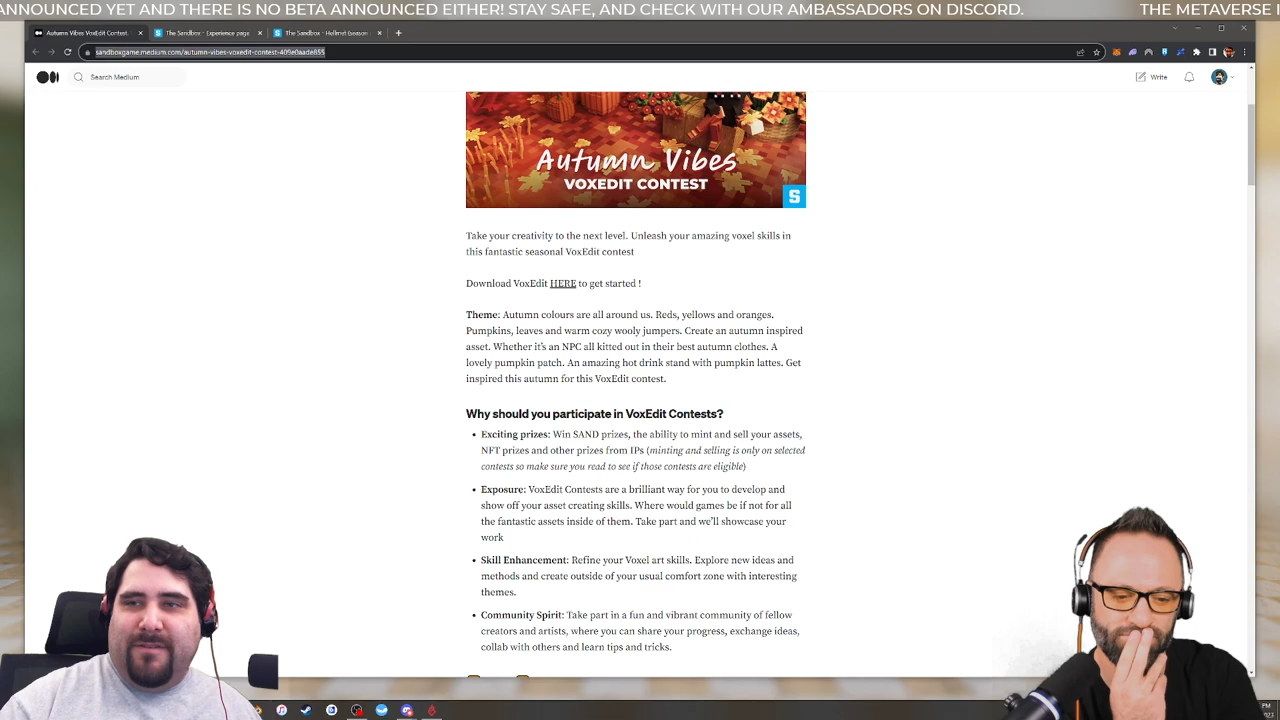 ANNOUNCED YET AND THERE IS NO BETA ANNOUNCED EITHER! STAY SAFE, AND CHECK WITH OUR AMBASSADORS ON DISCORD. THE METAVERSE I
Autumn Vibes VoxEdit Contest.
The Sandbox - Experience page
The Sandbox - Hellmet (season
sandboxgame.medium.com/autumn-vibes-voxedit-contest-409e0aade855
Search Medium
Write
Autumn Vibes
VOXEDIT CONTEST
S
Take your creativity to the next level. Unleash your amazing voxel skills in
this fantastic seasonal VoxEdit contest
Download VoxEdit HERE to get started !
Theme: Autumn colours are all around us. Reds, yellows and oranges.
Pumpkins, leaves and warm cozy wooly jumpers. Create an autumn inspired
asset. Whether it's an NPC all kitted out in their best autumn clothes. A
lovely pumpkin patch. An amazing hot drink stand with pumpkin lattes. Get
inspired this autumn for this VoxEdit contest.
Why should you participate in VoxEdit Contests?
• Exciting prizes: Win SAND prizes, the ability to mint and sell your assets,
NFT prizes and other prizes from IPs (minting and selling is only on selected
contests so make sure you read to see if those contests are eligible)
• Exposure: VoxEdit Contests are a brilliant way for you to develop and
show off your asset creating skills. Where would games be if not for all
the fantastic assets inside of them. Take part and we'll showcase your
work
• Skill Enhancement: Refine your Voxel art skills. Explore new ideas and
methods and create outside of your usual comfort zone with interesting
themes.
• Community Spirit: Take part in a fun and vibrant community of fellow
creators and artists, where you can share your progress, exchange ideas,
collab with others and learn tips and tricks.
PM